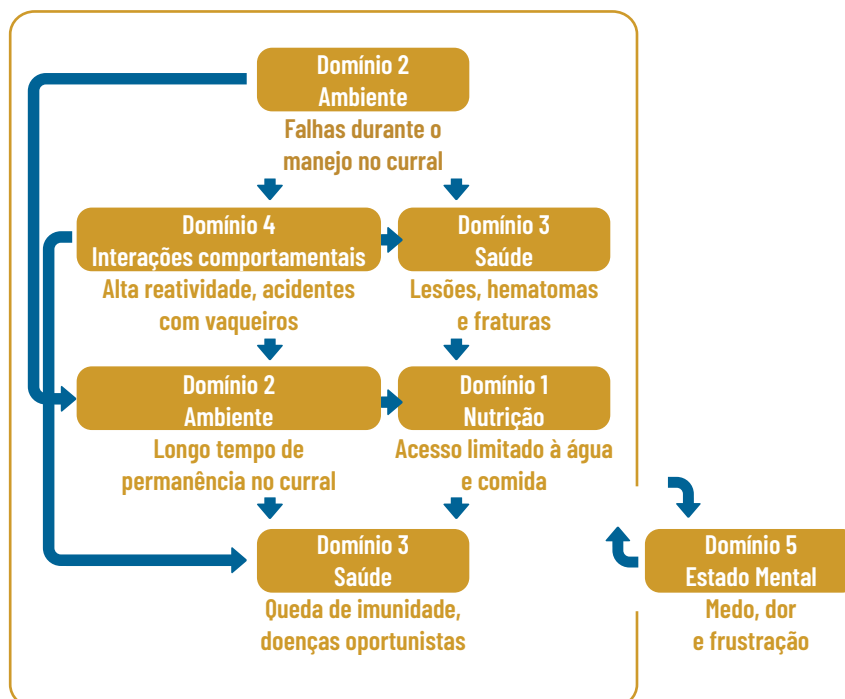 Domínio 2
Ambiente
Falhas durante o
manejo no curral
Domínio 4
Interações comportamentais
Alta reatividade, acidentes
com vaqueiros
Domínio 3
Saúde
Lesões, hematomas
e fraturas
Domínio 2
Ambiente
Longo tempo de
permanência no curral
Domínio 1
Nutrição
Acesso limitado à água
e comida
Domínio 3
Saúde
Queda de imunidade,
doenças oportunistas
Domínio 5
Estado Mental
Medo, dor
e frustração